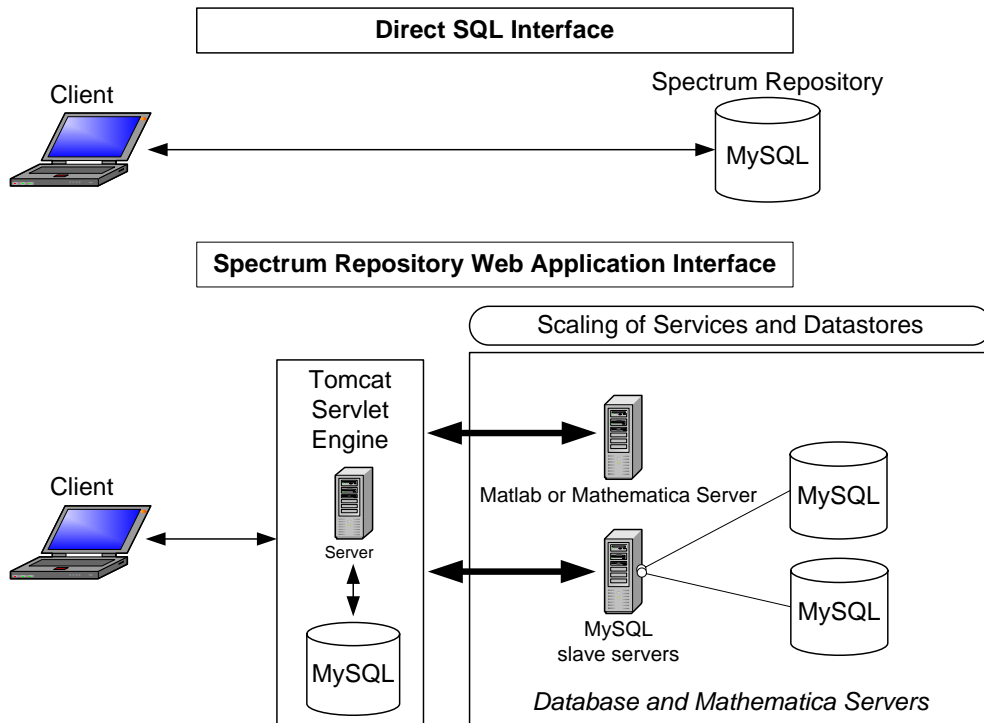 Direct SQL Interface
Client
Spectrum Repository
MySQL
Spectrum Repository Web Application Interface
Scaling of Services and Datastores
Tomcat
Servlet
Engine
Client
Server
MySQL
Matlab or Mathematica Server
MySQL
slave servers
MySQL
MySQL
Database and Mathematica Servers